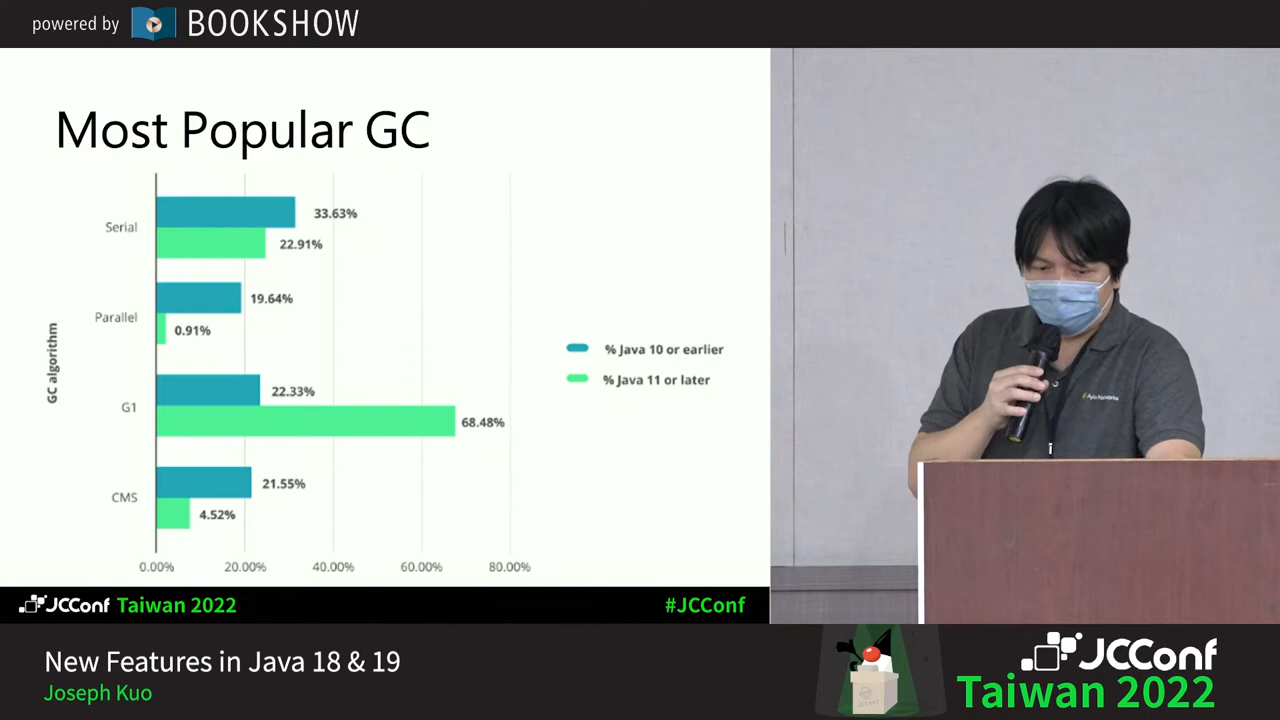 powered by BOOKSHOW
Most Popular GC
GC algorithm
Serial
33.63%
22.91%
Parallel
19.64%
0.91%
G1
22.33%
68.48%
CMS
21.55%
4.52%
0.00%
20.00%
40.00%
60.00%
80.00%
% Java 10 or earlier
% Java 11 or later
JCConf Taiwan 2022
#JCConf
New Features in Java 18 & 19
Joseph Kuo
JCConf
Taiwan 2022